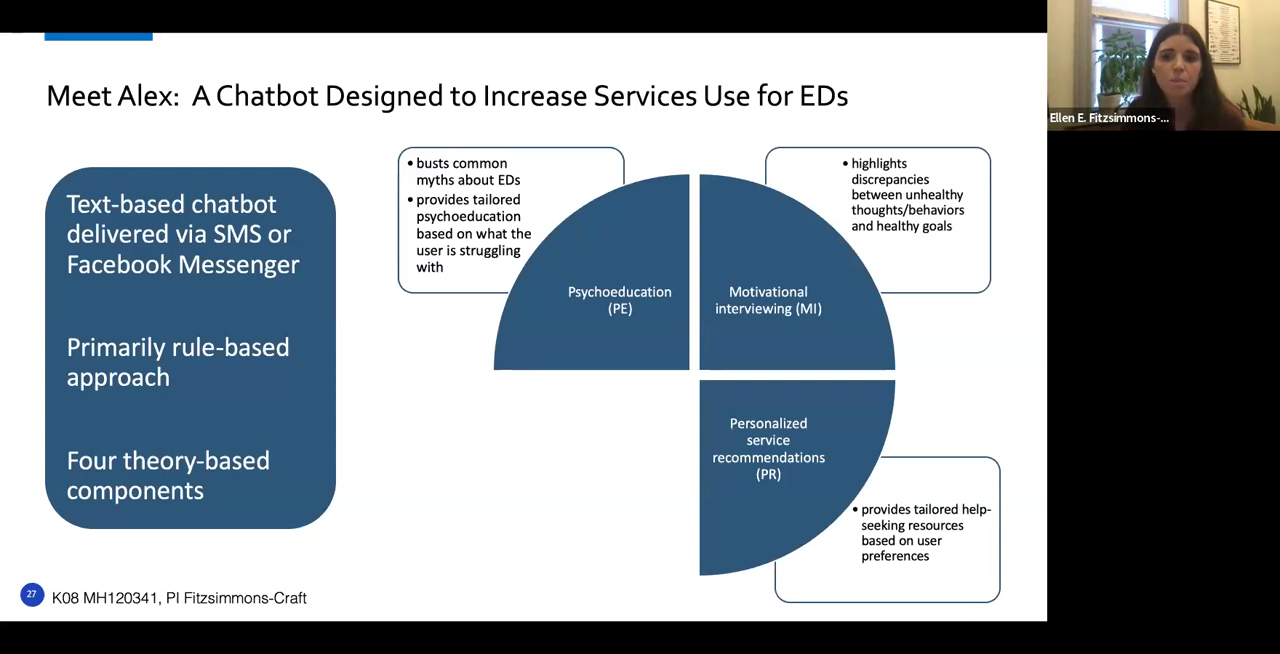 Meet Alex:  A Chatbot Designed to Increase Services Use for EDs
Text-based chatbot
delivered via SMS or
Facebook Messenger
Primarily rule-based
approach
Four theory-based
components
• busts common
myths about EDs
• provides tailored
psychoeducation
based on what the
user is struggling
with
Psychoeducation
(PE)
• highlights
discrepancies
between unhealthy
thoughts/behaviors
and healthy goals
Motivational
interviewing (MI)
Personalized
service
recommendations
(PR)
• provides tailored help-
seeking resources
based on user
preferences
27
K08 MH120341, PI Fitzsimmons-Craft
Ellen E. Fitzsimmons-...